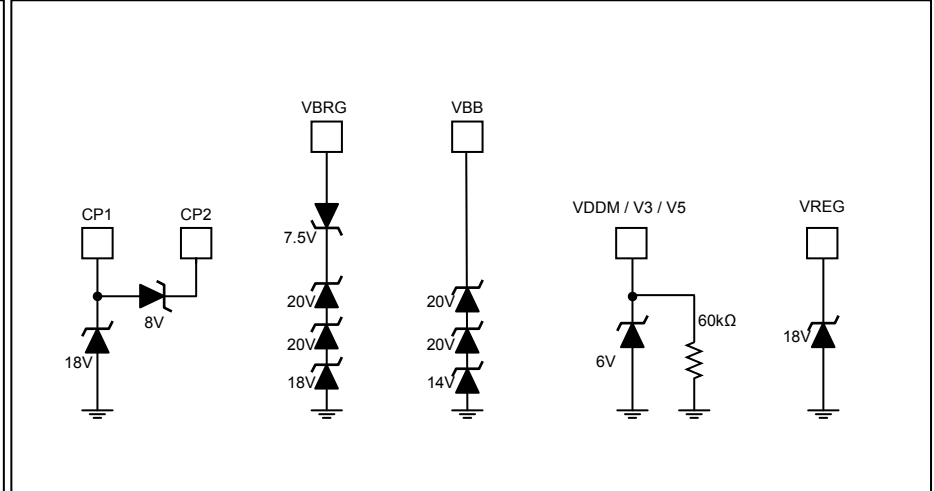 VBRG
VBB
CP1
CP2
VDDM / V3 / V5
VREG
7.5V
8V
18V
20V
20V
18V
20V
20V
14V
60kΩ
6V
18V